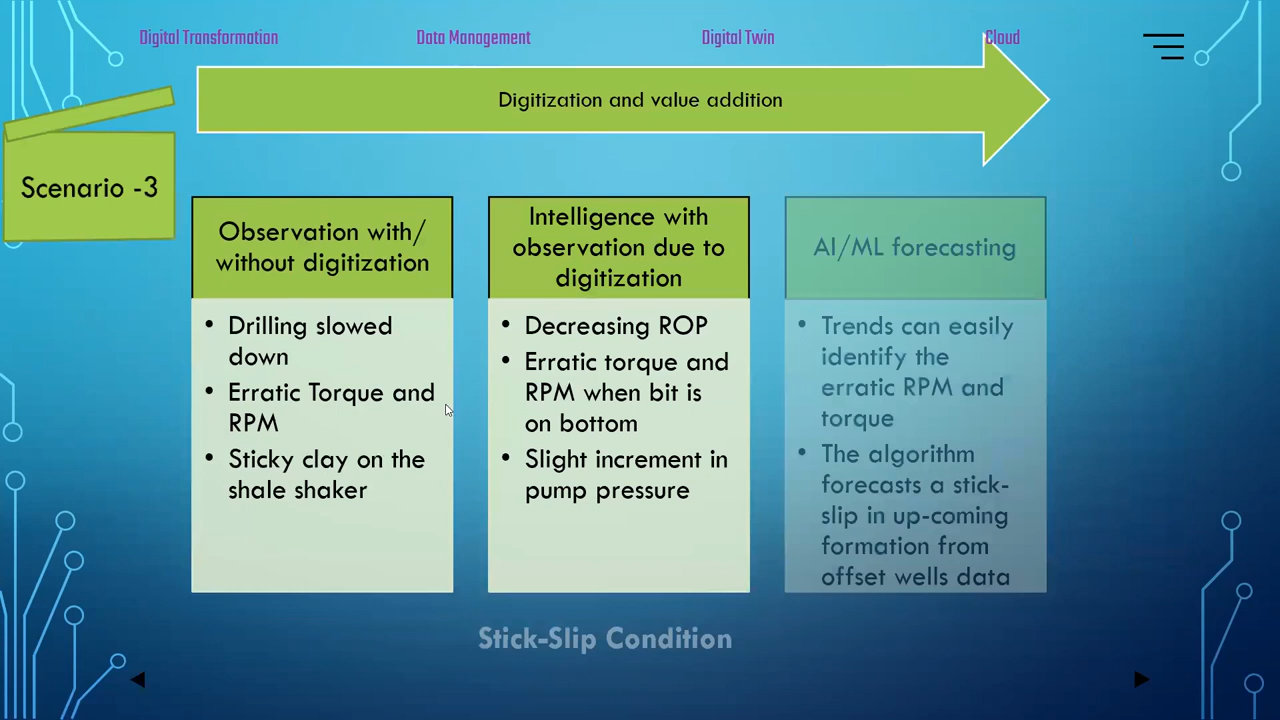 Digital Transformation
Data Management
Digital Twin
Cloud
Digitization and value addition
Scenario -3
Observation with/
without digitization
• Drilling slowed
down
• Erratic Torque and
RPM
• Sticky clay on the
shale shaker
Intelligence with
observation due to
digitization
• Decreasing ROP
• Erratic torque and
RPM when bit is
on bottom
• Slight increment in
pump pressure
AI/ML forecasting
• Trends can easily
identify the
erratic RPM and
torque
• The algorithm
forecasts a stick-
slip in up-coming
formation from
offset wells data
Stick-Slip Condition